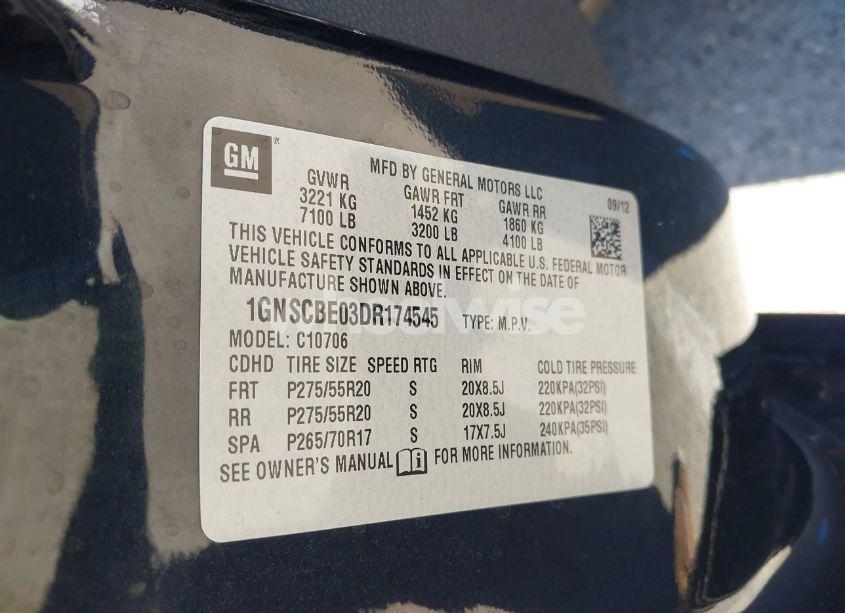 GM
®
MFD BY GENERAL MOTORS LLC
GVWR GAWR FRT GAWR RR 09/12
3221 KG 1452 KG 1860 KG
7100 LB 3200 LB 4100 LB
THIS VEHICLE CONFORMS TO ALL APPLICABLE U.S. FEDERAL MOTOR
VEHICLE SAFETY STANDARDS IN EFFECT ON THE DATE OF
MANUFACTURE SHOWN ABOVE.
1GNSCBE03DR174545 TYPE: M.P.V.
MODEL: C10706
CDHD TIRE SIZE SPEED RTG RIM COLD TIRE PRESSURE
FRT P275/55R20 S 20X8.5J 220KPA(32PSI)
RR P275/55R20 S 20X8.5J 220KPA(32PSI)
SPA P265/70R17 S 17X7.5J 240KPA(35PSI)
SEE OWNER'S MANUAL FOR MORE INFORMATION.